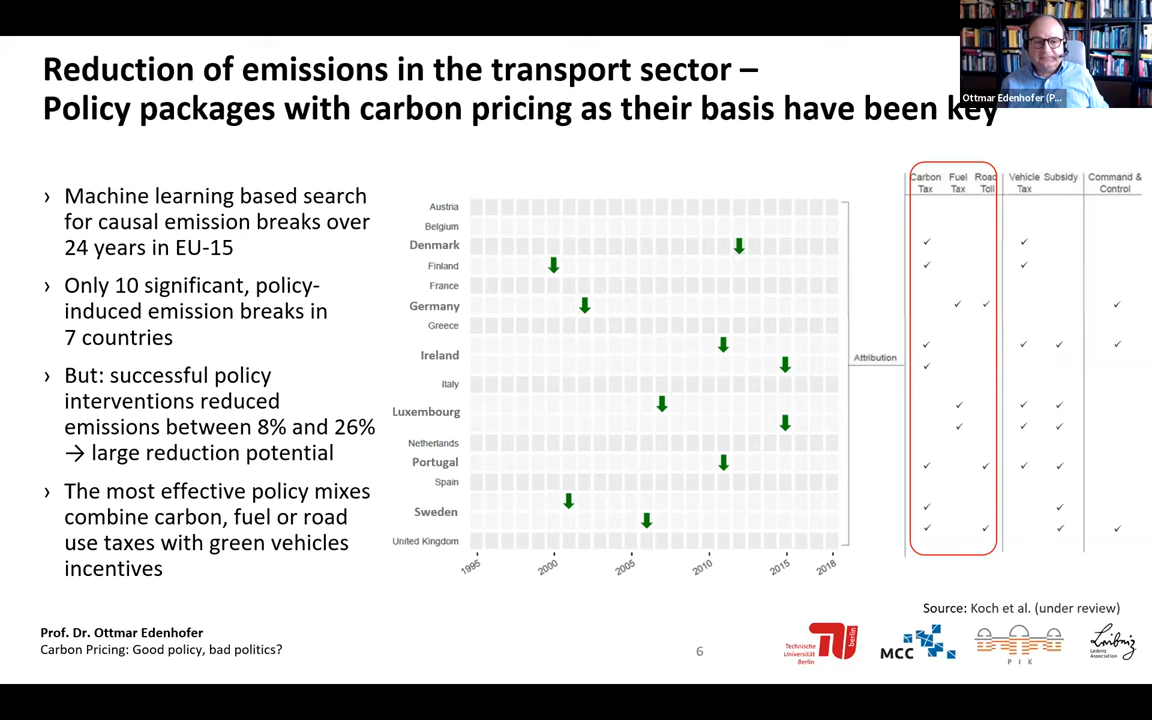 Reduction of emissions in the transport sector –
Policy packages with carbon pricing as their basis have been key
Ottmar Edenhofer (P...
› Machine learning based search
for causal emission breaks over
24 years in EU-15
› Only 10 significant, policy-
induced emission breaks in
7 countries
› But: successful policy
interventions reduced
emissions between 8% and 26%
→ large reduction potential
› The most effective policy mixes
combine carbon, fuel or road
use taxes with green vehicles
incentives
Austria
Belgium
Denmark
Finland
France
Germany
Greece
Ireland
Italy
Luxembourg
Netherlands
Portugal
Spain
Sweden
United Kingdom
1995 2000 2005 2010 2015 2018
Attribution
Carbon Fuel Road Vehicle Subsidy Command &
Tax Tax Toll Tax Control
Source: Koch et al. (under review)
Prof. Dr. Ottmar Edenhofer
Carbon Pricing: Good policy, bad politics?
6
Technische
Universität
Berlin
berlin
MCC
PIK
Leibniz
Leibniz
Association